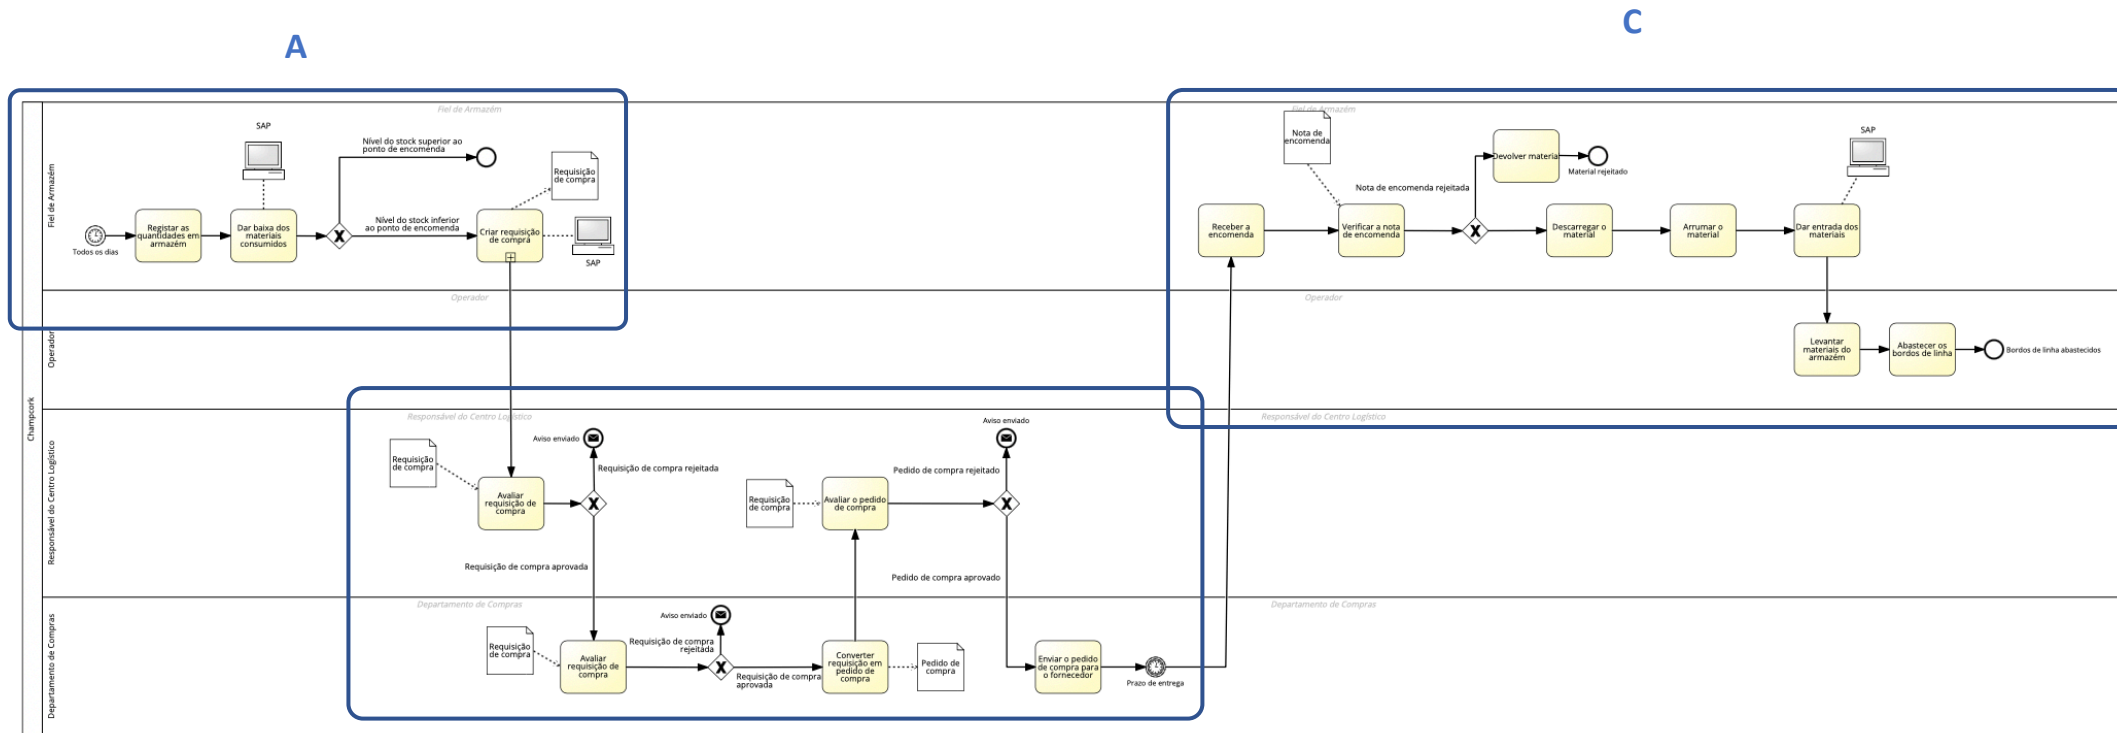 A
C
Champcork
Fiel de Armazém
Fiel de Armazém
SAP
Nível do stock superior ao
ponto de encomenda
Requisição
de compra
Todos os dias
Registar as
quantidades em
armazém
Dar baixa dos
materiais
consumidos
X
Nível do stock inferior
ao ponto de encomenda
Criar requisição
de compra
SAP
Fiel de Armazém
Nota de
encomenda
Devolver material
Material rejeitado
Nota de encomenda rejeitada
SAP
Receber a
encomenda
Verificar a nota
de encomenda
X
Descarregar o
material
Arrumar o
material
Dar entrada dos
materiais
Operador
Operador
Operador
Levantar
materiais do
armazém
Abastecer os
bordos de linha
Bordos de linha abastecidos
Responsável do Centro Logístico
Responsável do Centro Logístico
Responsável do Centro Logístico
Requisição
de compra
Aviso enviado
Requisição de compra rejeitada
Avaliar
requisição de
compra
X
Requisição de compra aprovada
Requisição
de compra
Avaliar o pedido
de compra
Aviso enviado
Pedido de compra rejeitado
X
Pedido de compra aprovado
Departamento de Compras
Departamento de Compras
Departamento de Compras
Requisição
de compra
Avaliar
requisição de
compra
Aviso enviado
Requisição de compra
rejeitada
X
Requisição de compra
aprovada
Converter
requisição em
pedido de
compra
Pedido de
compra
Enviar o pedido
de compra para
o fornecedor
Prazo de entrega